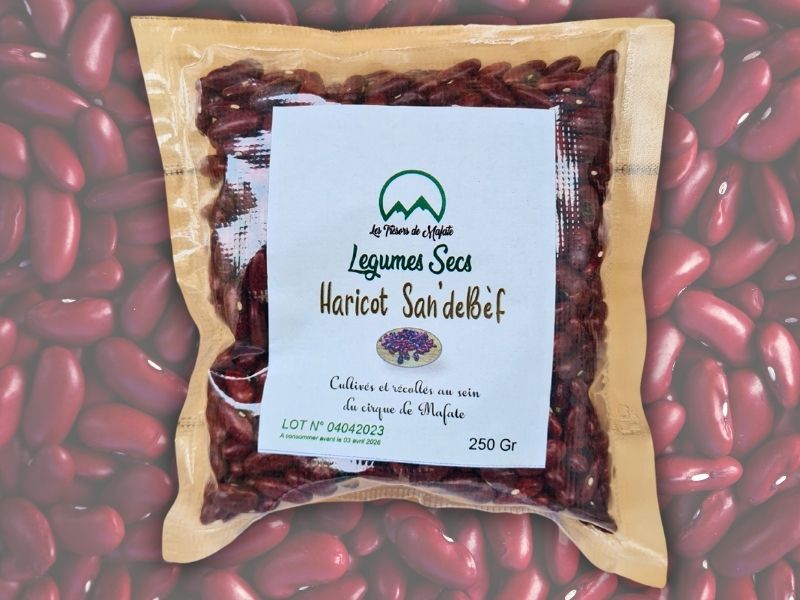 Les Trésors de Mafate
Legumes Secs
Haricot San'deBèf
Cultivés et récoltés au sein
du cirque de Mafate
LOT N° 04042023
A consommer avant le 03 avril 2026
250 Gr